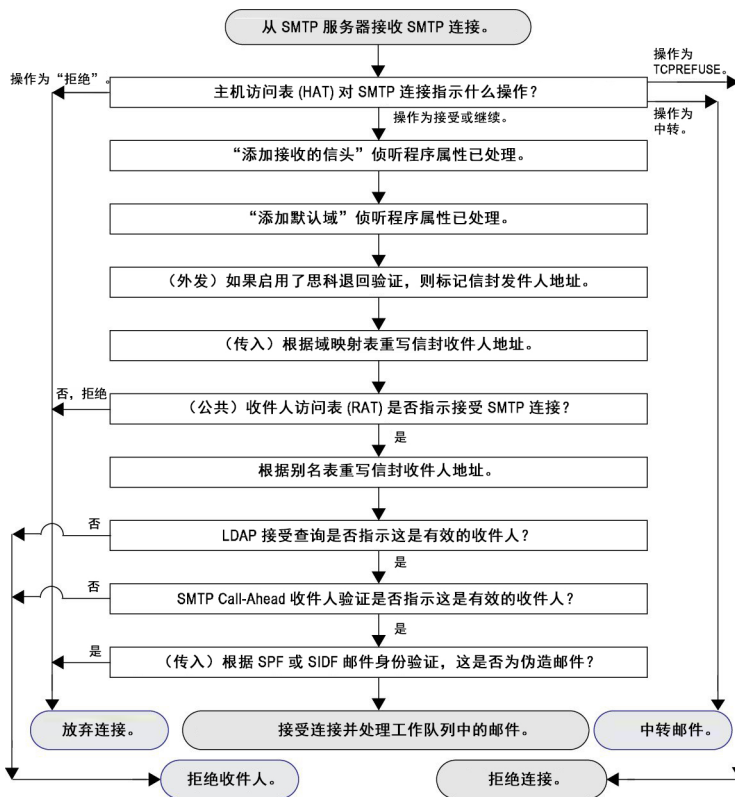 从 SMTP 服务器接收 SMTP 连接。
操作为“拒绝”。
操作为
TCPREFUSE。
主机访问表 (HAT) 对 SMTP 连接指示什么操作？
操作为接受或继续。
操作为
中转。
“添加接收的信头”侦听程序属性已处理。
“添加默认域”侦听程序属性已处理。
（外发）如果启用了思科退回验证，则标记信封发件人地址。
（传入）根据域映射表重写信封收件人地址。
否，拒绝
（公共）收件人访问表 (RAT) 是否指示接受 SMTP 连接？
是
根据别名表重写信封收件人地址。
否
LDAP 接受查询是否指示这是有效的收件人？
是
否
SMTP Call-Ahead 收件人验证是否指示这是有效的收件人？
是
是
（传入）根据 SPF 或 SIDF 邮件身份验证，这是否为伪造邮件？
放弃连接。
接受连接并处理工作队列中的邮件。
中转邮件。
拒绝收件人。
拒绝连接。